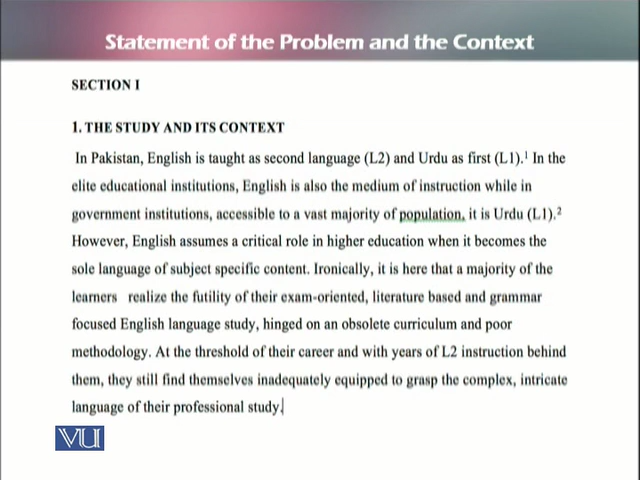 Statement of the Problem and the Context
SECTION I
1. THE STUDY AND ITS CONTEXT
In Pakistan, English is taught as second language (L2) and Urdu as first (L1).¹ In the
elite educational institutions, English is also the medium of instruction while in
government institutions, accessible to a vast majority of population, it is Urdu (L1).²
However, English assumes a critical role in higher education when it becomes the
sole language of subject specific content. Ironically, it is here that a majority of the
learners realize the futility of their exam-oriented, literature based and grammar
focused English language study, hinged on an obsolete curriculum and poor
methodology. At the threshold of their career and with years of L2 instruction behind
them, they still find themselves inadequately equipped to grasp the complex, intricate
language of their professional study.
VU